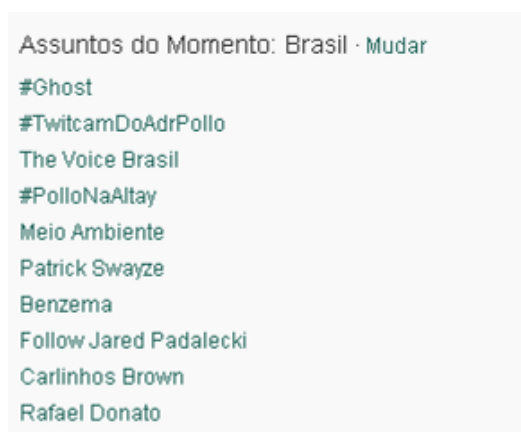 Assuntos do Momento: Brasil · Mudar
#Ghost
#TwitcamDoAdrPollo
The Voice Brasil
#PolloNaAltay
Meio Ambiente
Patrick Swayze
Benzema
Follow Jared Padalecki
Carlinhos Brown
Rafael Donato